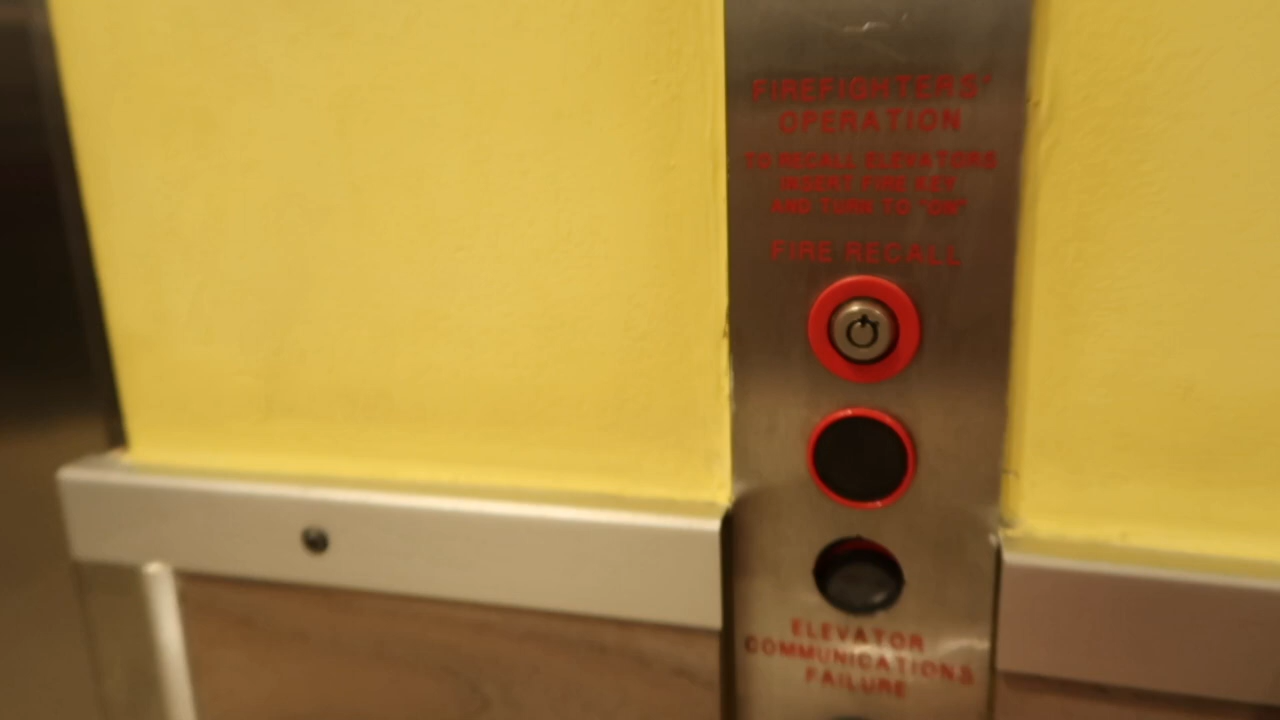 FIREFIGHTERS'
OPERATION
TO RECALL ELEVATORS
INSERT FIRE KEY
AND TURN TO "ON"
FIRE RECALL
ELEVATOR
COMMUNICATIONS
FAILURE